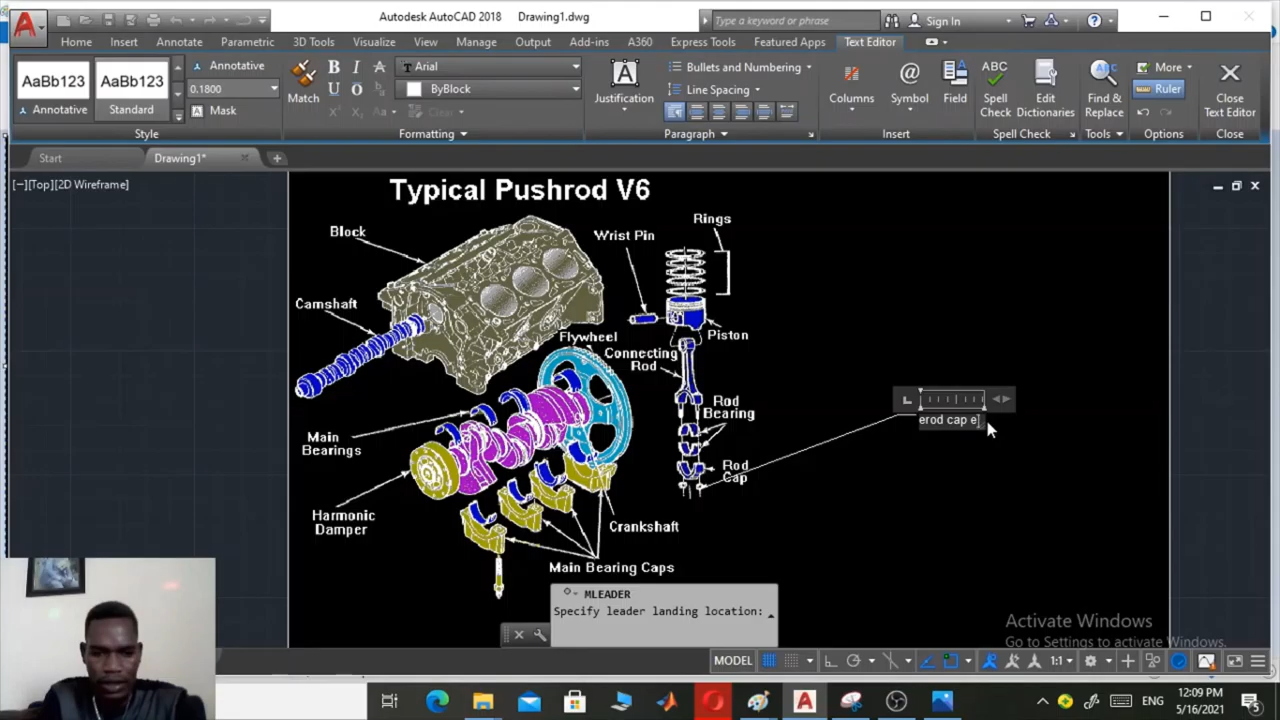 Autodesk AutoCAD 2018 Drawing1.dwg
Type a keyword or phrase
Sign In
Home Insert Annotate Parametric 3D Tools Visualize View Manage Output Add-ins A360 Express Tools Featured Apps Text Editor
AaBb123
AaBb123
Annotative
Standard
Annotative
0.1800
Mask
Style
Match
Arial
ByBlock
Clear
Formatting
Justification
Bullets and Numbering
Line Spacing
Paragraph
Columns
Symbol
Field
Insert
Spell
Check
Edit
Dictionaries
Spell Check
Find &
Replace
Tools
More
Ruler
Options
Close
Text Editor
Close
Start
Drawing1*
[−][Top][2D Wireframe]
Typical Pushrod V6
Block
Camshaft
Wrist Pin
Rings
Piston
Flywheel
Connecting
Rod
Rod
Bearing
Rod
Cap
erod cap e
Main
Bearings
Harmonic
Damper
Crankshaft
Main Bearing Caps
MLEADER
Specify leader landing location:
Activate Windows
Go to Settings to activate Windows.
MODEL
1:1
ENG
12:09 PM
5/16/2021
5